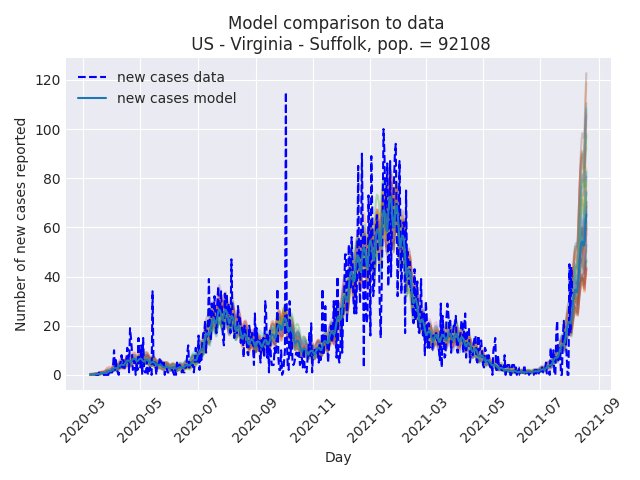 Model comparison to data
US - Virginia - Suffolk, pop. = 92108
new cases data
new cases model
Number of new cases reported
120
100
80
60
40
20
0
2020-03
2020-05
2020-07
2020-09
2020-11
2021-01
2021-03
2021-05
2021-07
2021-09
Day